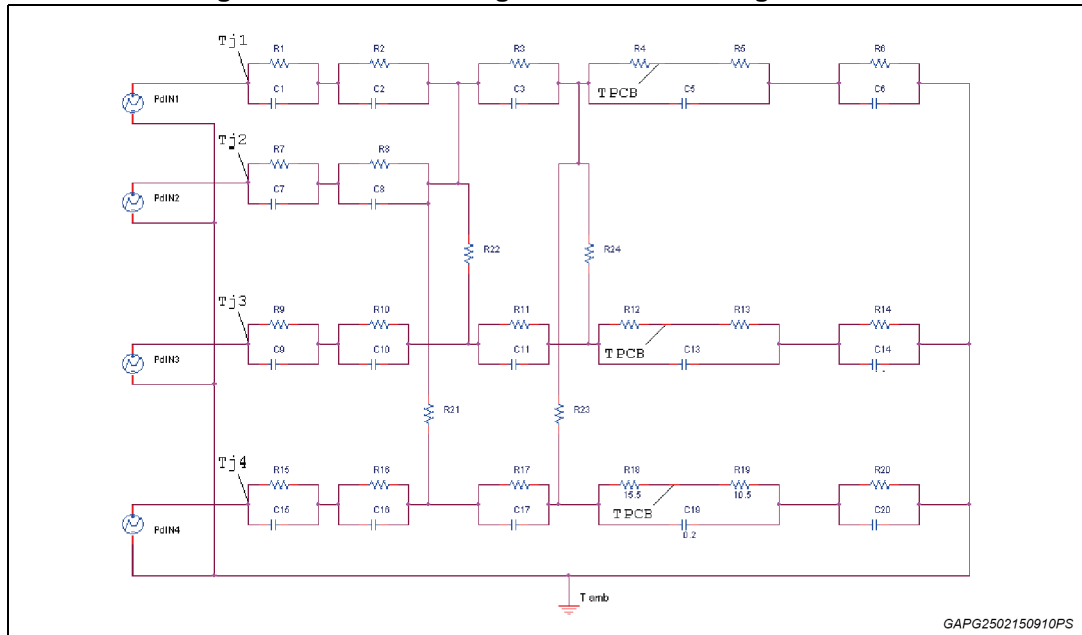 Tj1
R1
R2
R3
R4
R5
R6
C1
C2
C3
TPCB
C5
C6
PdIN1
Tj2
R7
R8
C7
C8
PdIN2
R22
R24
Tj3
R9
R10
R11
R12
R13
R14
C9
C10
C11
TPCB
C13
C14
PdIN3
R21
R23
Tj4
R15
R16
R17
R18
R19
R20
15.5
10.5
C15
C16
C17
TPCB
C19
C20
0.2
PdIN4
T amb
GAPG2502150910PS